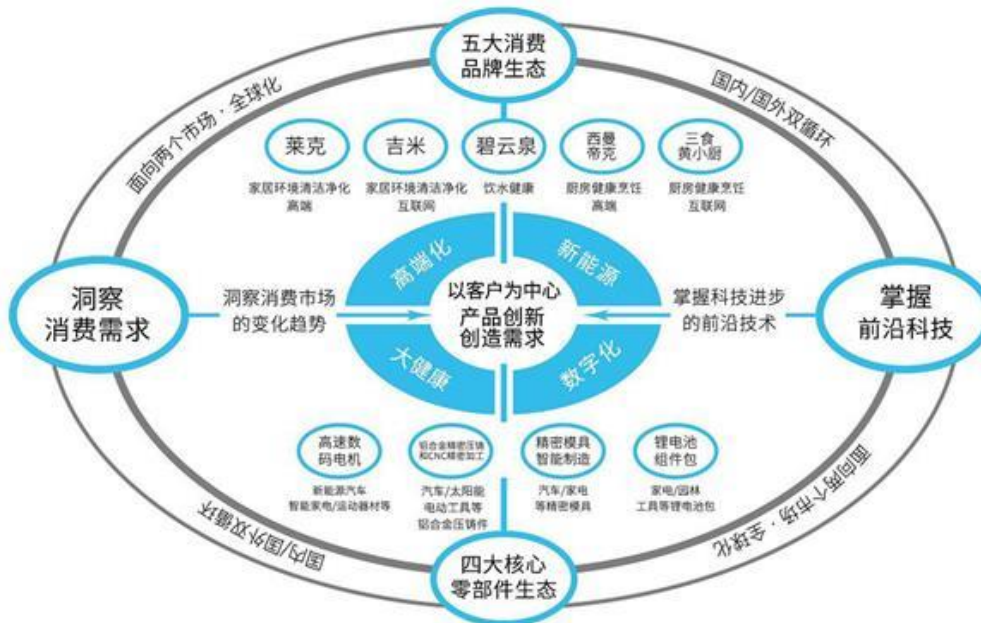 五大消费
品牌生态
面向两个市场·全球化
国内/国外双循环
莱克
吉米
碧云泉
西曼
帝克
三食
黄小厨
家居环境清洁净化
高端
家居环境清洁净化
互联网
饮水健康
厨房健康烹饪
高端
厨房健康烹饪
互联网
高端化
新能源
洞察
消费需求
洞察消费市场
的变化趋势
以客户为中心
产品创新
创造需求
掌握科技进步
的前沿技术
掌握
前沿科技
大健康
数字化
高速数
码电机
铝合金精密压铸
和CNC精密加工
精密模具
智能制造
锂电池
组件包
新能源汽车
智能家电/运动器材等
汽车/太阳能
电动工具等
铝合金压铸件
汽车/家电
等精密模具
家电/园林
工具等锂电池包
国内/国外双循环
面向两个市场·全球化
四大核心
零部件生态